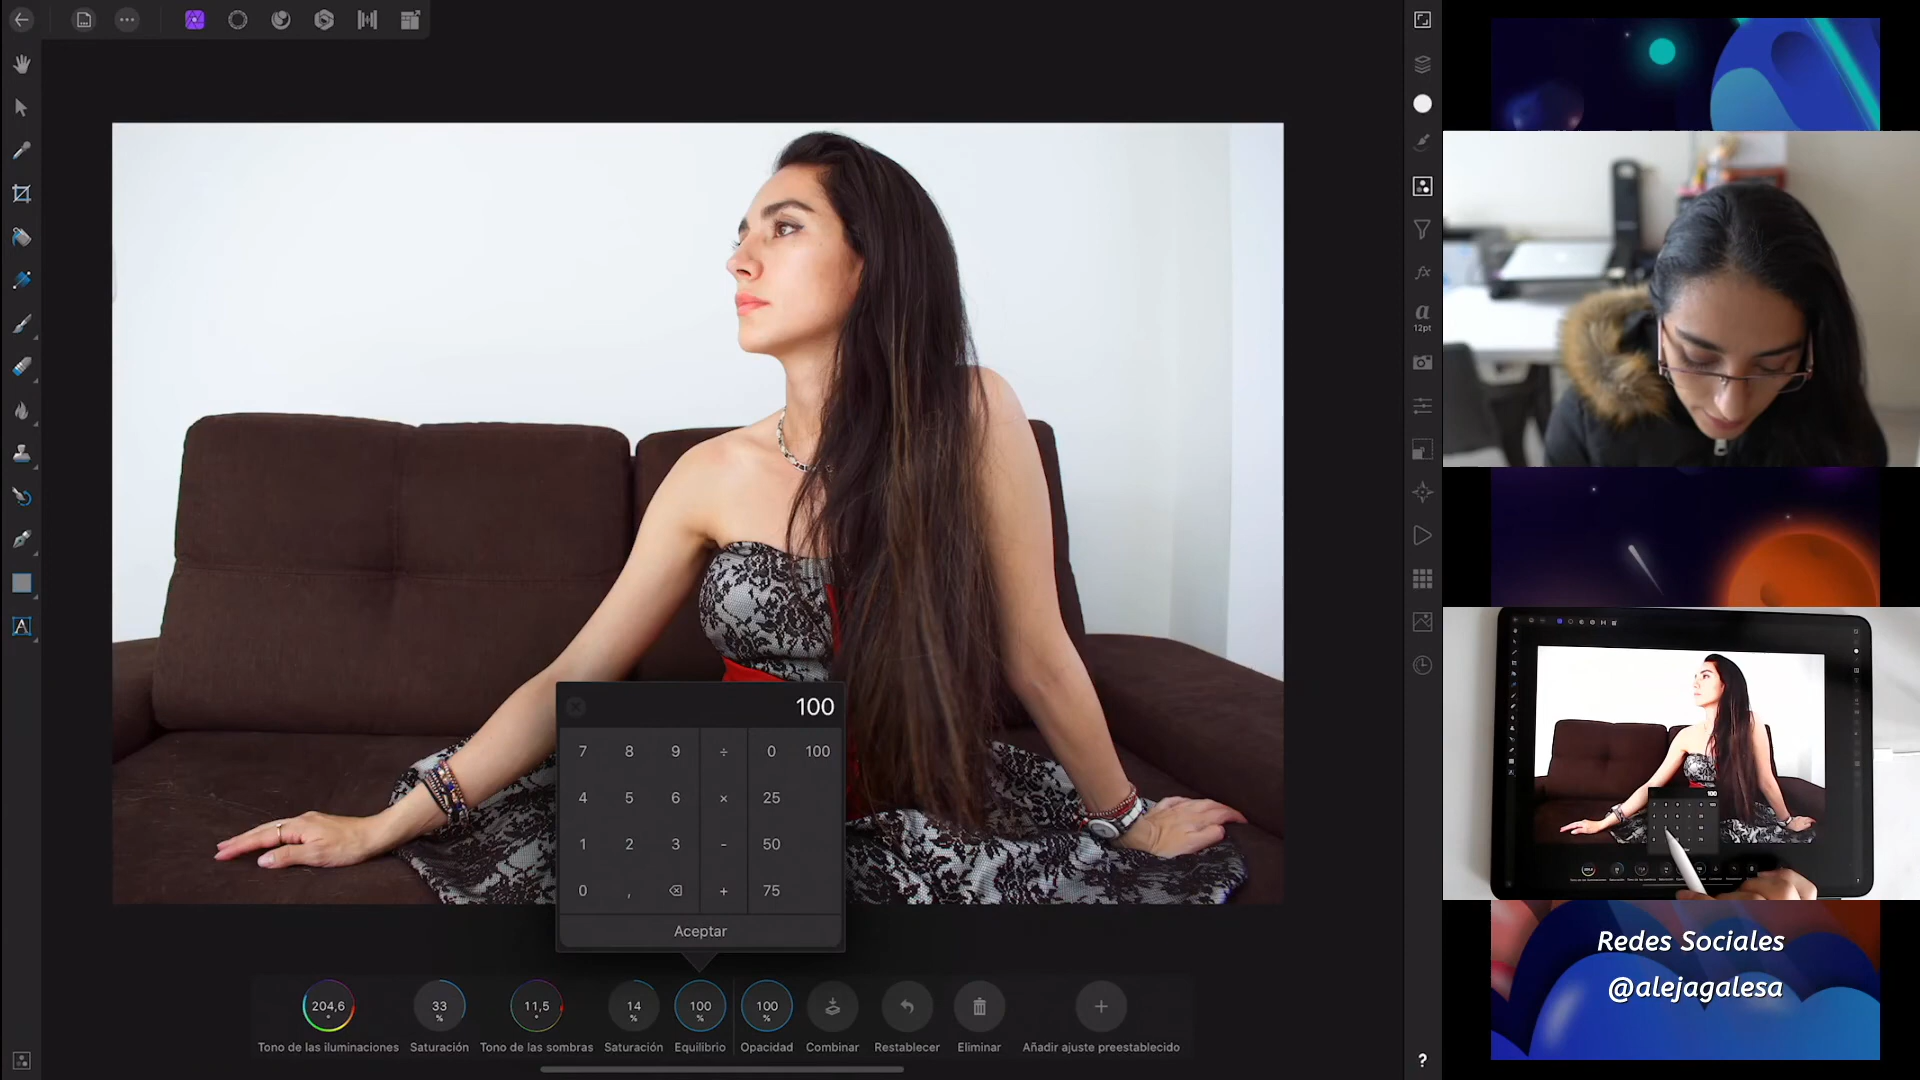 12pt
100
7 8 9 ÷ 0 100
4 5 6 × 25
1 2 3 - 50
0 , + 75
Aceptar
204,6 °
33 %
11,5 °
14 %
100 %
100 %
Tono de las iluminaciones
Saturación
Tono de las sombras
Saturación
Equilibrio
Opacidad
Combinar
Restablecer
Eliminar
Añadir ajuste preestablecido
?
Redes Sociales
@alejagalesa